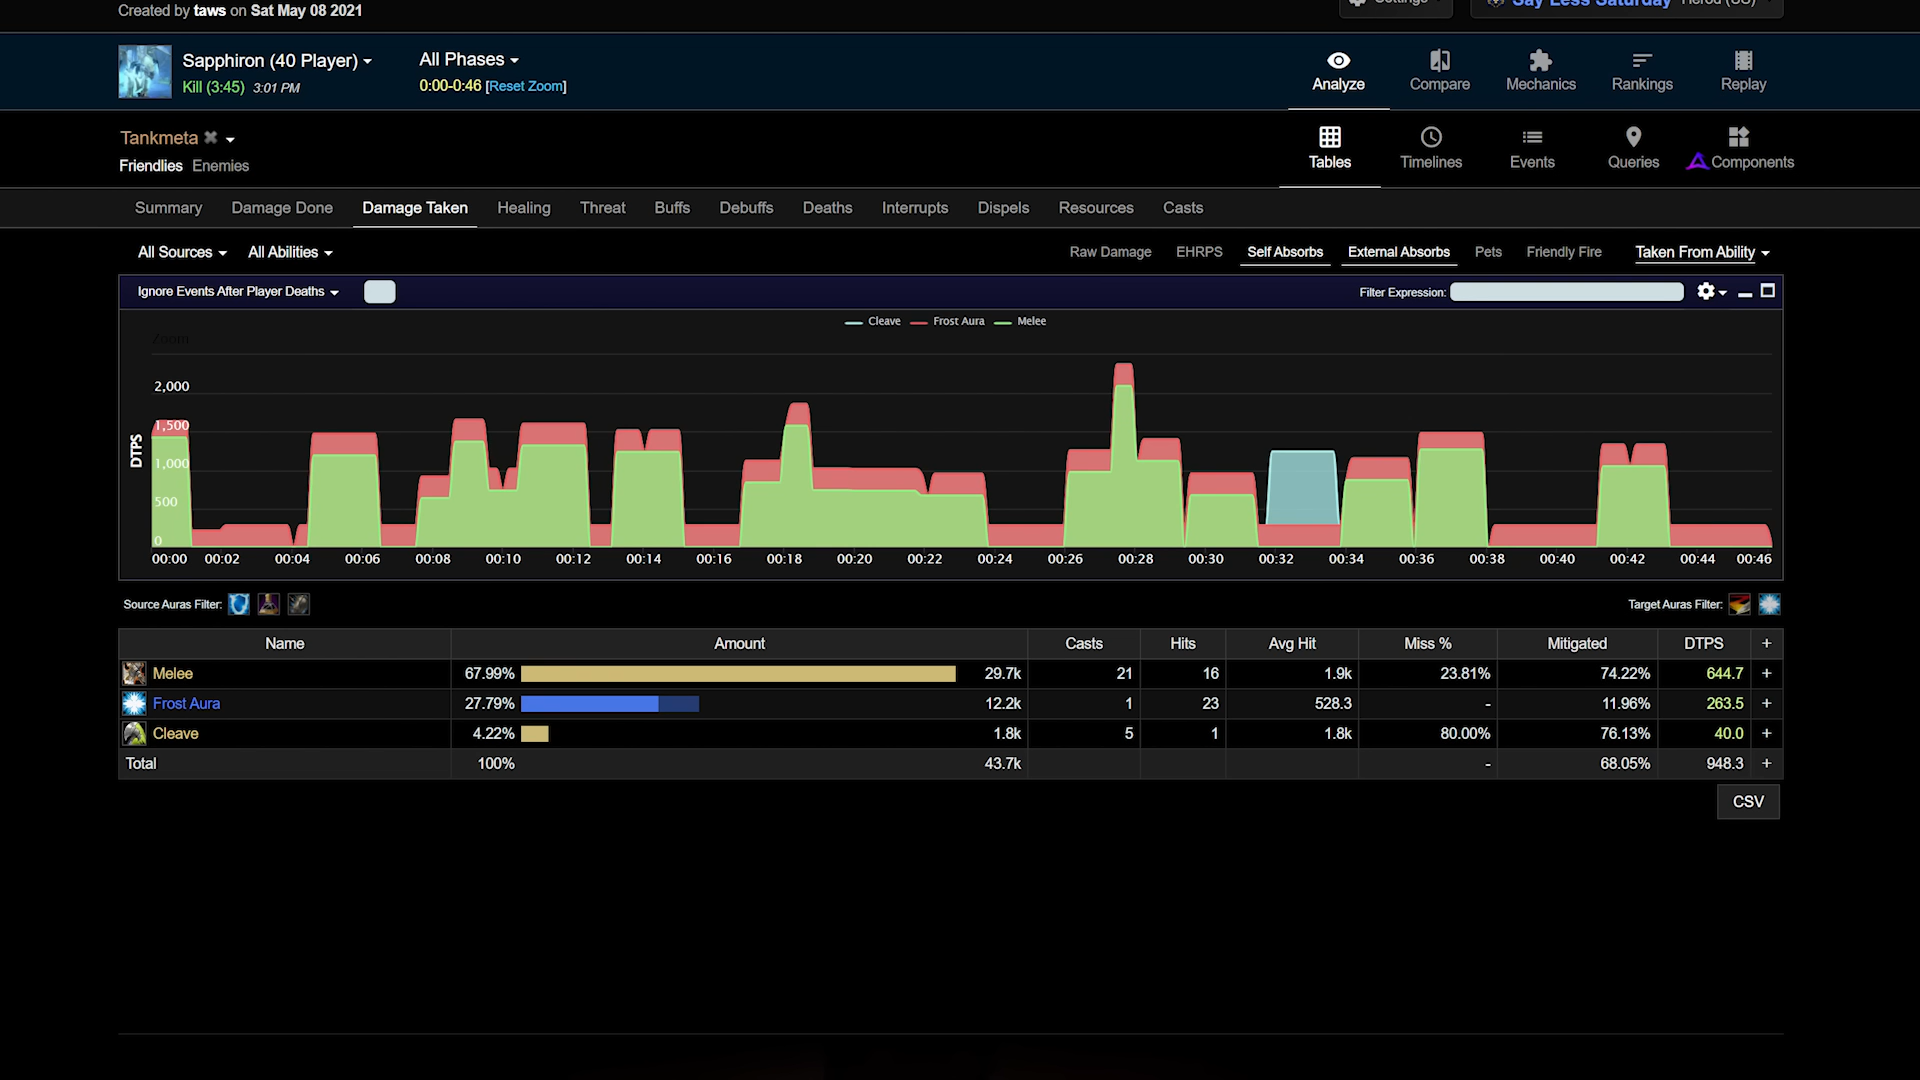 Created by taws on Sat May 08 2021
Settings
Say Less Saturday Herod (US)
Sapphiron (40 Player)
Kill (3:45) 3:01 PM
All Phases
0:00-0:46 [Reset Zoom]
Analyze
Compare
Mechanics
Rankings
Replay
Tankmeta
Friendlies Enemies
Tables
Timelines
Events
Queries
Components
Summary Damage Done Damage Taken Healing Threat Buffs Debuffs Deaths Interrupts Dispels Resources Casts
All Sources All Abilities Raw Damage EHRPS Self Absorbs External Absorbs Pets Friendly Fire Taken From Ability
Ignore Events After Player Deaths Filter Expression:
Cleave Frost Aura Melee
Zoom
DTPS
2,000
1,500
1,000
500
0
00:00 00:02 00:04 00:06 00:08 00:10 00:12 00:14 00:16 00:18 00:20 00:22 00:24 00:26 00:28 00:30 00:32 00:34 00:36 00:38 00:40 00:42 00:44 00:46
Source Auras Filter: Target Auras Filter:
Name Amount Casts Hits Avg Hit Miss % Mitigated DTPS +
Melee 67.99% 29.7k 21 16 1.9k 23.81% 74.22% 644.7 +
Frost Aura 27.79% 12.2k 1 23 528.3 - 11.96% 263.5 +
Cleave 4.22% 1.8k 5 1 1.8k 80.00% 76.13% 40.0 +
Total 100% 43.7k - 68.05% 948.3 +
CSV